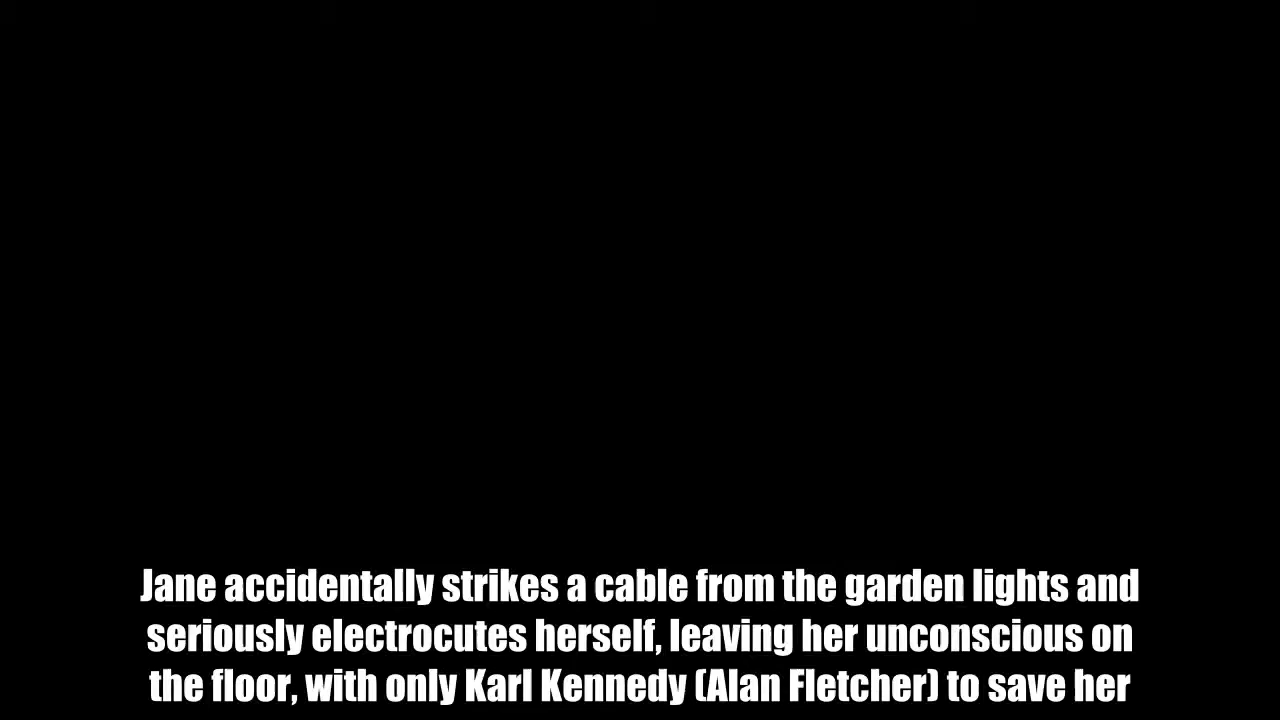 Jane accidentally strikes a cable from the garden lights and
seriously electrocutes herself, leaving her unconscious on
the floor, with only Karl Kennedy (Alan Fletcher) to save her